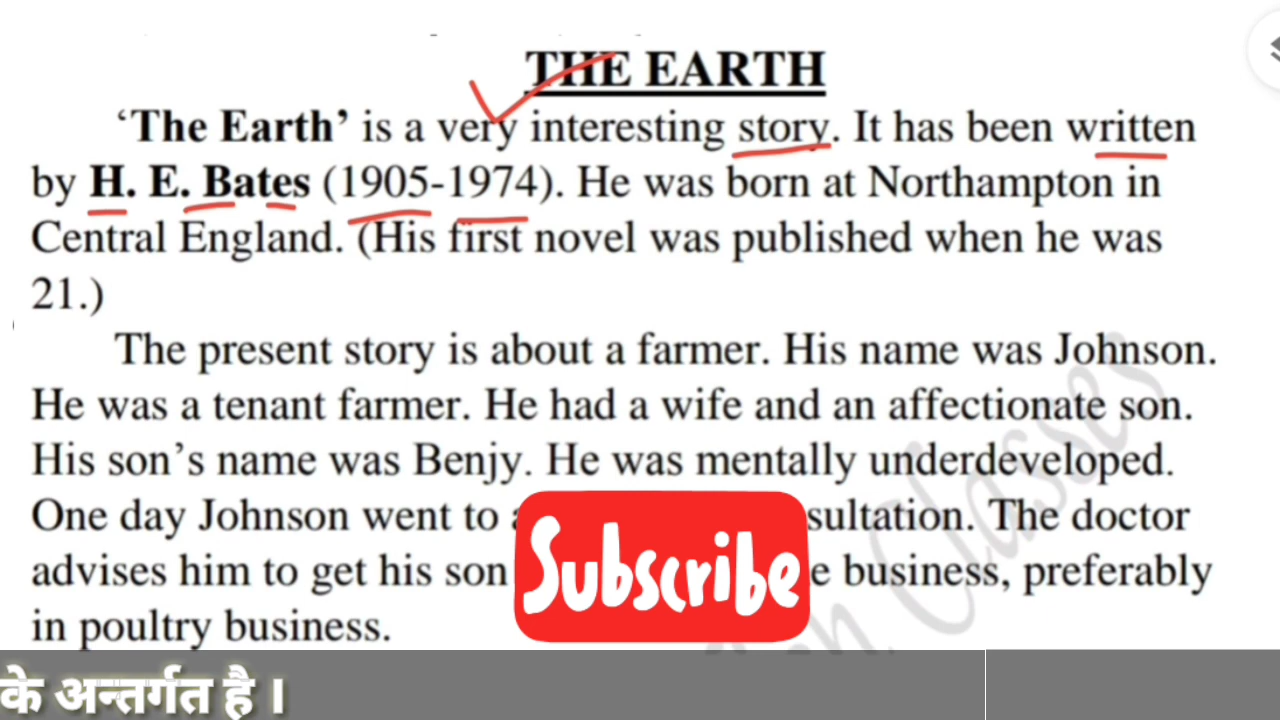 THE EARTH
‘The Earth’ is a very interesting story. It has been written
by H. E. Bates (1905-1974). He was born at Northampton in
Central England. (His first novel was published when he was
21.)
The present story is about a farmer. His name was Johnson.
He was a tenant farmer. He had a wife and an affectionate son.
His son’s name was Benjy. He was mentally underdeveloped.
One day Johnson went to sultation. The doctor
advises him to get his son e business, preferably
in poultry business.
Subscribe
Classes
के अन्तर्गत है ।